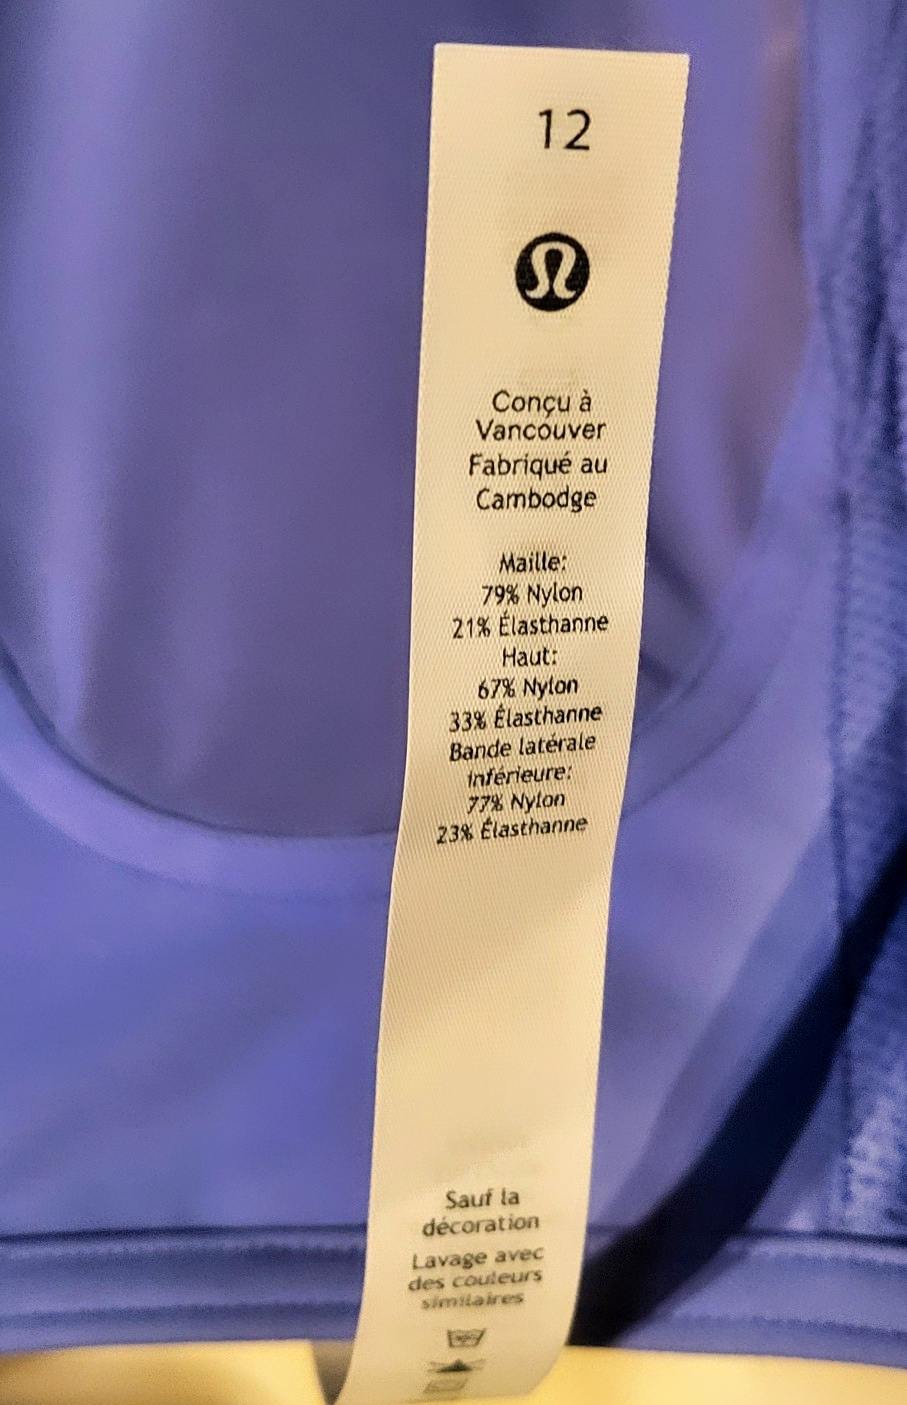 12
Conçu à
Vancouver
Fabriqué au
Cambodge
Maille:
79% Nylon
21% Élasthanne
Haut:
67% Nylon
33% Élasthanne
Bande latérale
inférieure:
77% Nylon
23% Élasthanne
Sauf la
décoration
Lavage avec
des couleurs
similaires